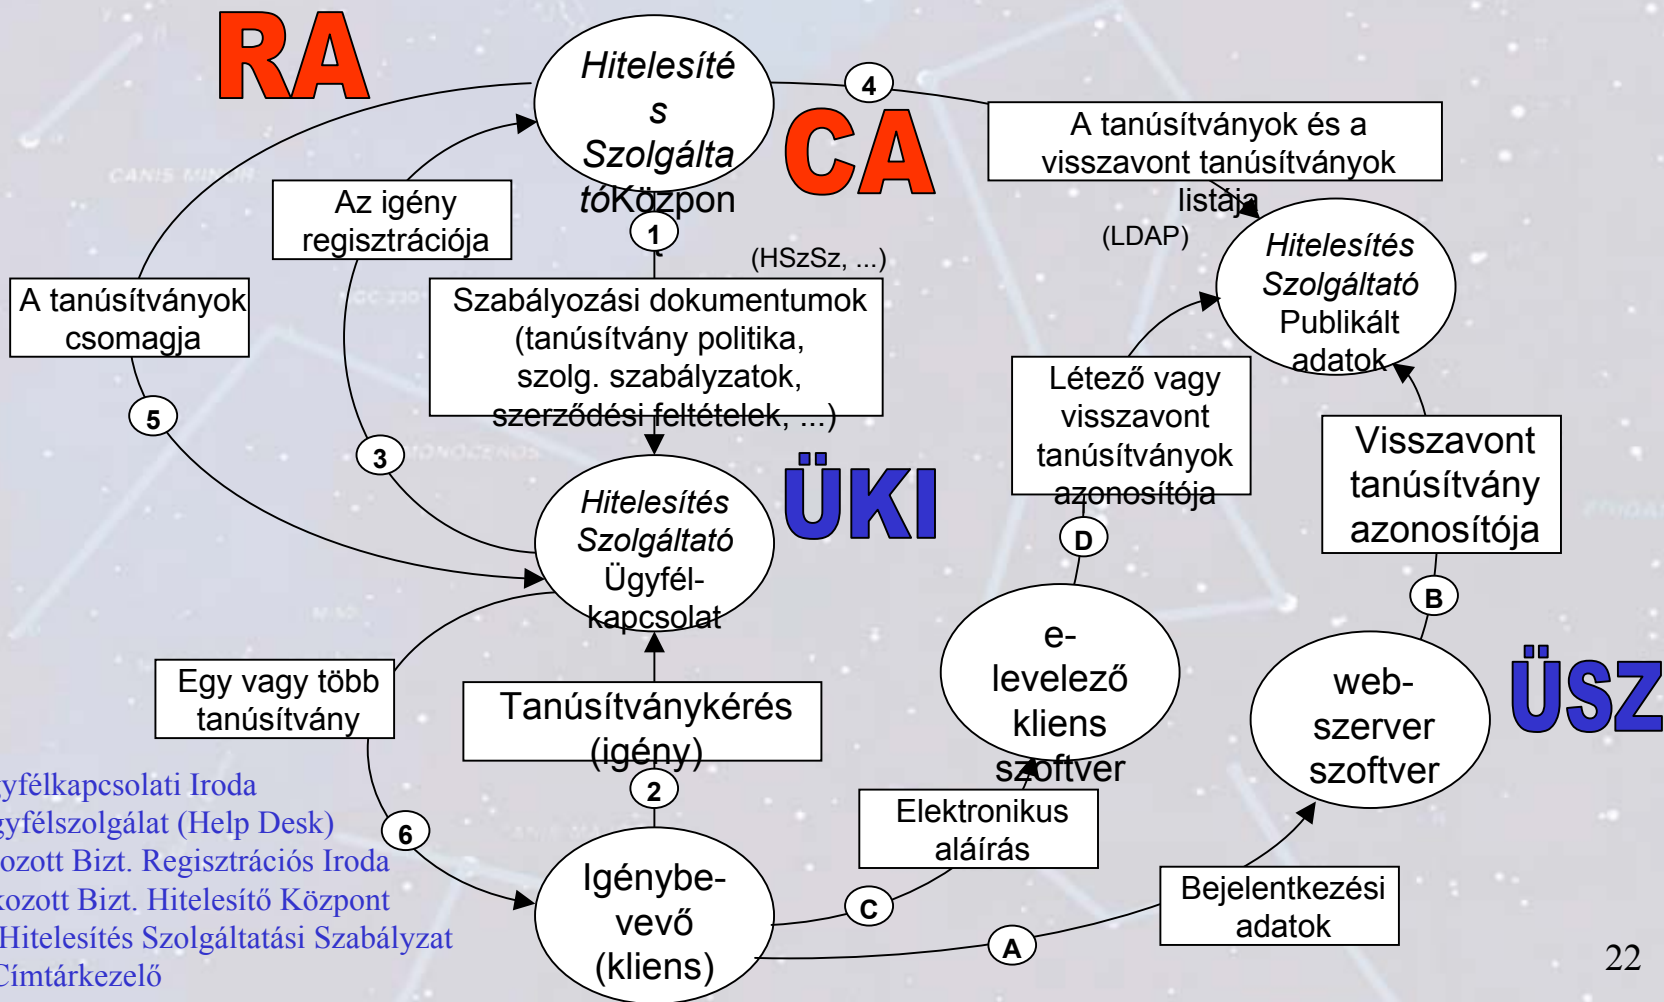 RA
Hitelesíté
s
Szolgálta
tóKözpon
CA
4
A tanúsítványok és a
visszavont tanúsítványok
listája
(LDAP)
Az igény
regisztrációja
1
(HSzSz, ...)
Hitelesítés
Szolgáltató
Publikált
adatok
A tanúsítványok
csomagja
Szabályozási dokumentumok
(tanúsítvány politika,
szolg. szabályzatok,
szerződési feltételek, ...)
Létező vagy
visszavont
tanúsítványok
azonosítója
Visszavont
tanúsítvány
azonosítója
5
3
ÜKI
Hitelesítés
Szolgáltató
Ügyfél-
kapcsolat
D
B
e-
levelező
kliens
szoftver
web-
szerver
szoftver
ÜSZ
Egy vagy több
tanúsítvány
Tanúsítványkérés
(igény)
2
6
Elektronikus
aláírás
Bejelentkezési
adatok
Igénybe-
vevő
(kliens)
C
A
yfélkapcsolati Iroda
gyfélszolgálat (Help Desk)
ozott Bizt. Regisztrációs Iroda
kozott Bizt. Hitelesítő Központ
Hitelesítés Szolgáltatási Szabályzat
Címtárkezelő
22
CANIS MINOR
MONOCEROS